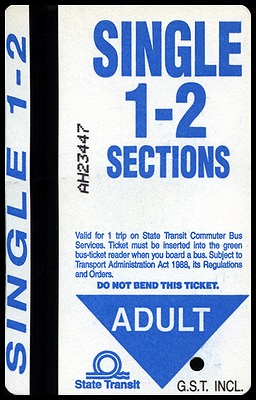 SINGLE 1-2
SINGLE
1-2
SECTIONS
AH23447
Valid for 1 trip on State Transit Commuter Bus
Services. Ticket must be inserted into the green
bus-ticket reader when you board a bus. Subject to
Transport Administration Act 1988, its Regulations
and Orders.
DO NOT BEND THIS TICKET.
ADULT
State Transit
G.S.T. INCL.